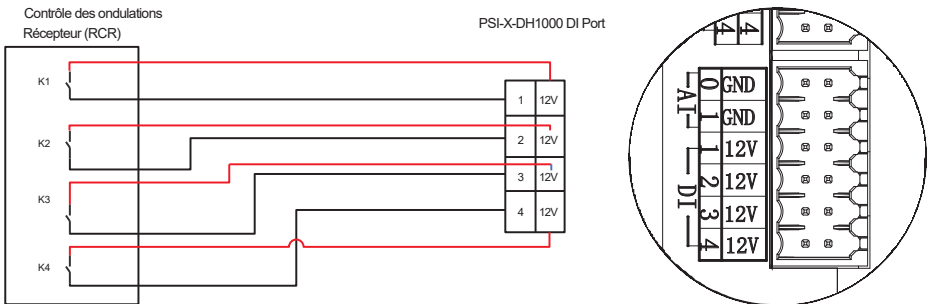 Contrôle des ondulations
Récepteur (RCR)
PSI-X-DH1000 DI Port
K1
K2
K3
K4
1 12V
2 12V
3 12V
4 12V
4 4
AI
0 GND
1 GND
DI
1 12V
2 12V
3 12V
4 12V